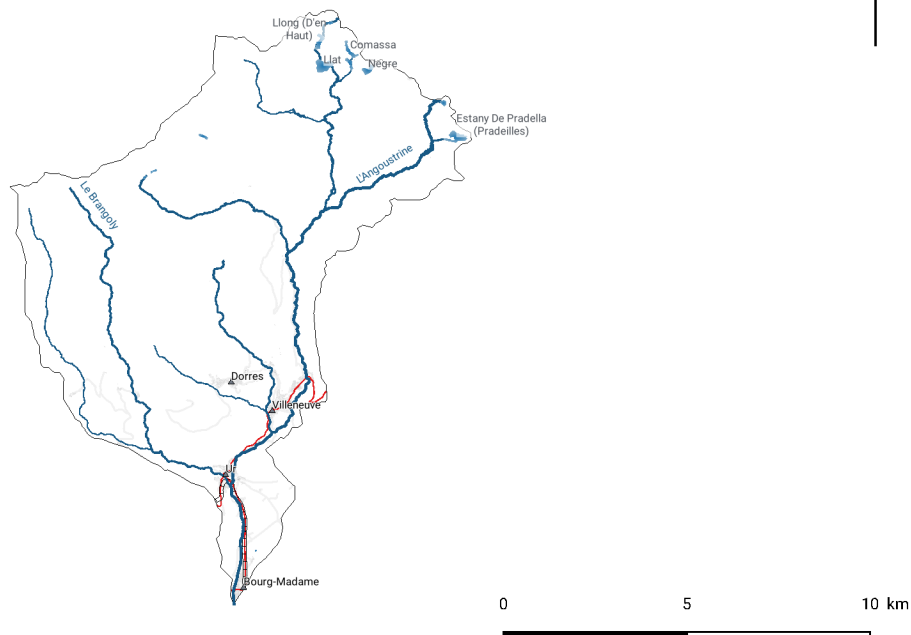 Llong (D'en
Haut)
Comassa
Llat
Negre
Estany De Pradella
(Pradeilles)
L'Angoustrine
Le Brangoly
Dorres
Villeneuve
Ur
Bourg-Madame
0 5 10 km